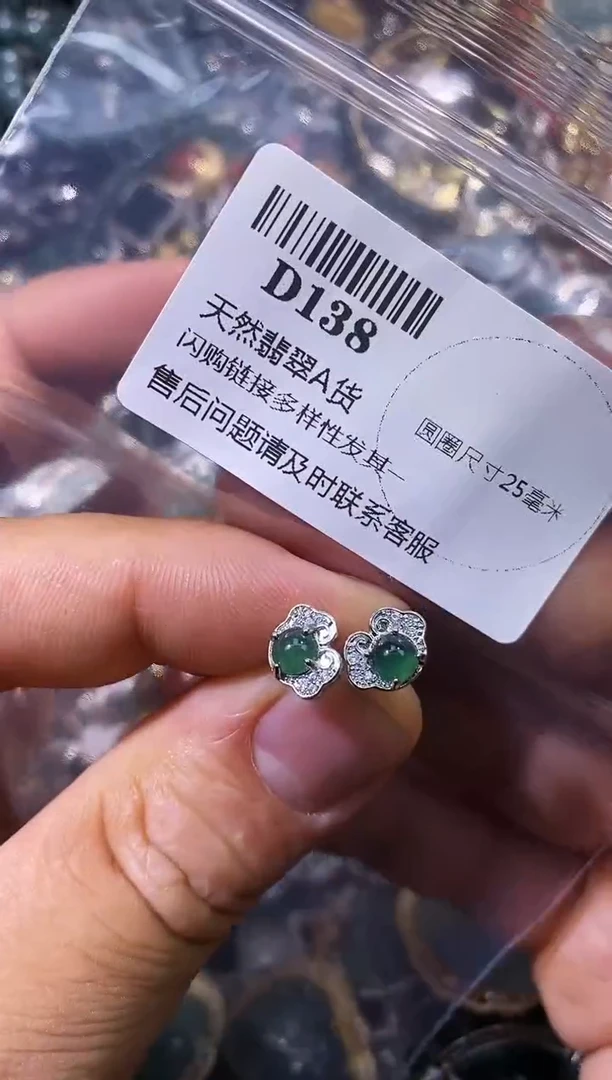 D138
天然翡翠A货
闪购链接多样性发其一
售后问题请及时联系客服
圆圈尺寸25毫米